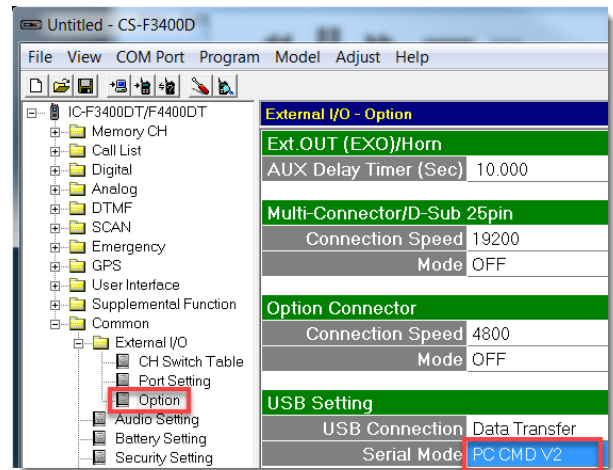 Untitled - CS-F3400D
File View COM Port Program Model Adjust Help
IC-F3400DT/F4400DT
Memory CH
Call List
Digital
Analog
DTMF
SCAN
Emergency
GPS
User Interface
Supplemental Function
Common
External I/O
CH Switch Table
Port Setting
Option
Audio Setting
Battery Setting
Security Setting
External I/O - Option
Ext.OUT (EXO)/Horn
AUX Delay Timer (Sec) 10.000
Multi-Connector/D-Sub 25pin
Connection Speed 19200
Mode OFF
Option Connector
Connection Speed 4800
Mode OFF
USB Setting
USB Connection Data Transfer
Serial Mode PC CMD V2